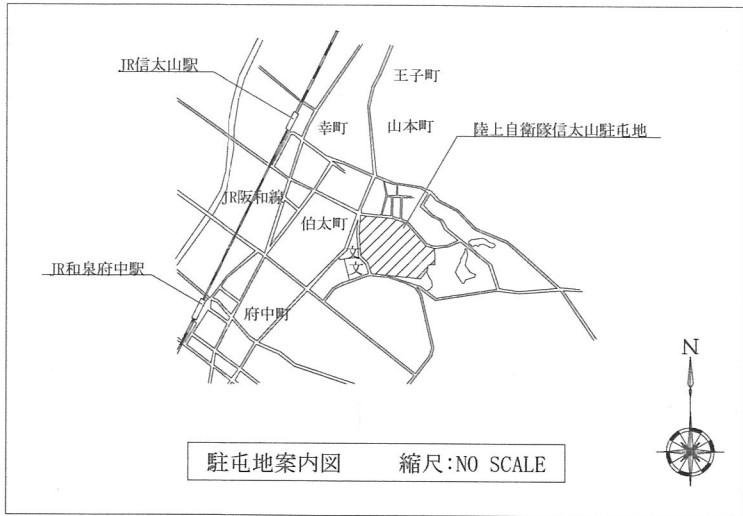 JR信太山駅
王子町
幸町
山本町
陸上自衛隊信太山駐屯地
JR阪和線
伯太町
文
文
JR和泉府中駅
府中町
N
駐屯地案内図 縮尺:NO SCALE